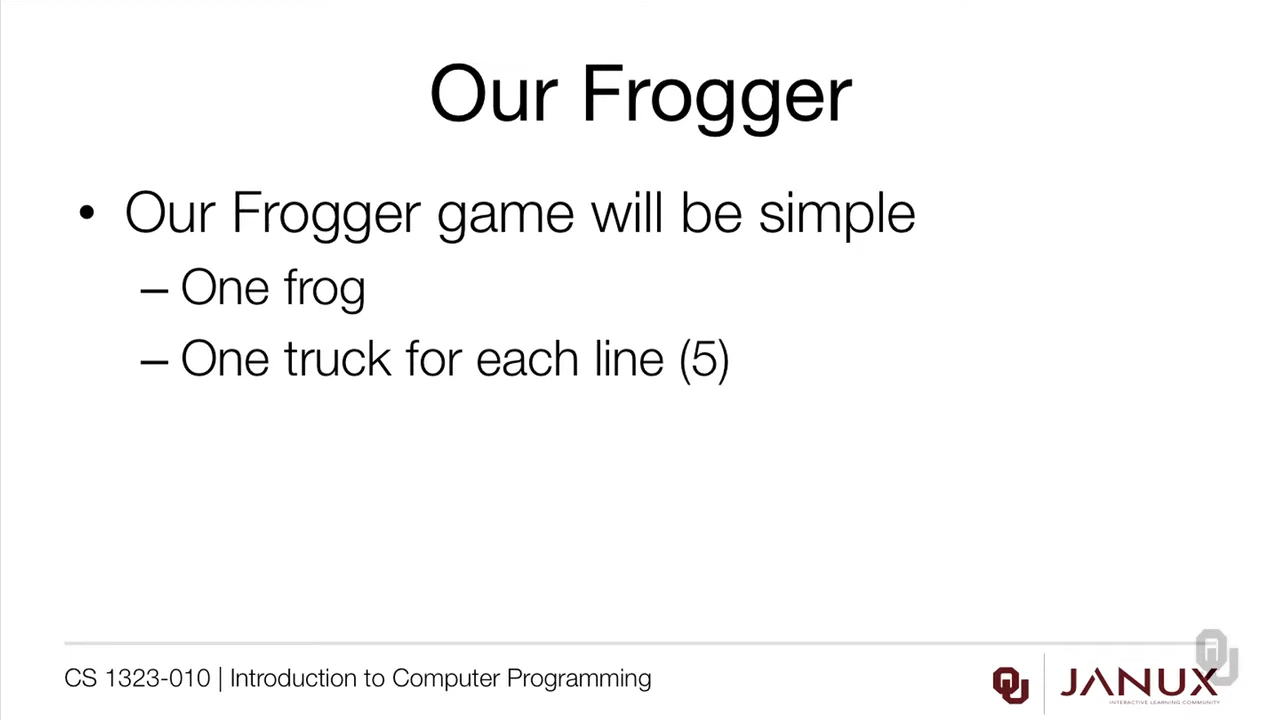 Our Frogger
• Our Frogger game will be simple
– One frog
– One truck for each line (5)
CS 1323-010 | Introduction to Computer Programming
OU JANUX
INTERACTIVE LEARNING COMMUNITY